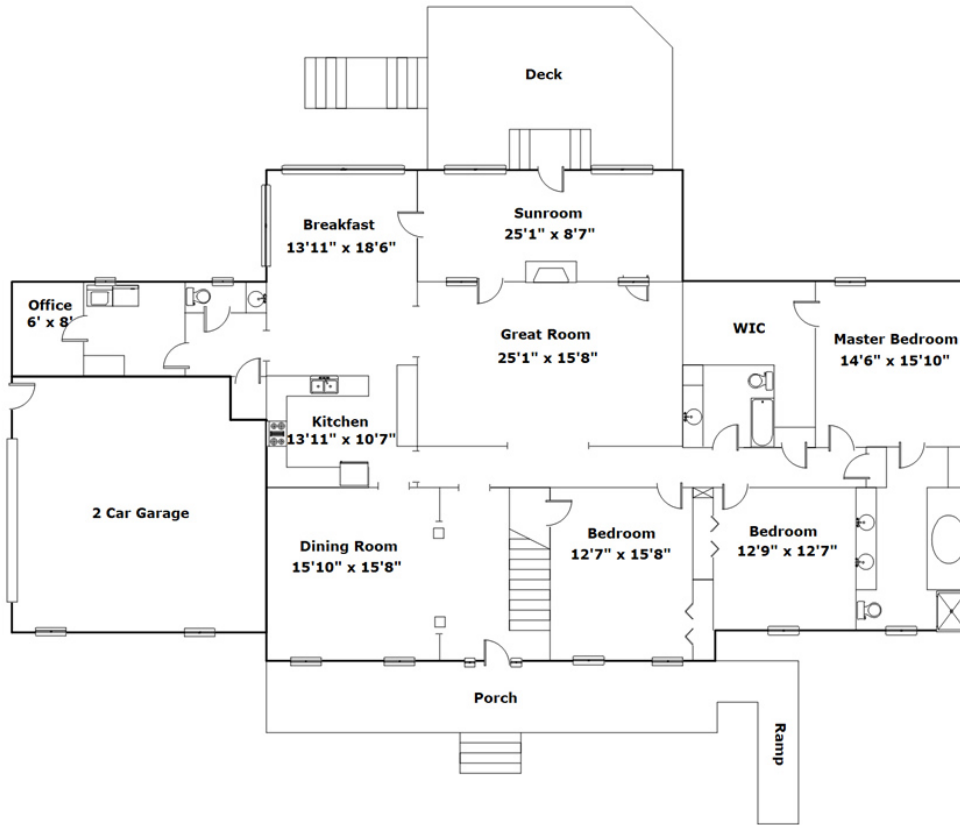 Deck
Breakfast
13'11" x 18'6"
Sunroom
25'1" x 8'7"
Office
6' x 8'
Great Room
25'1" x 15'8"
WIC
Master Bedroom
14'6" x 15'10"
Kitchen
13'11" x 10'7"
2 Car Garage
Dining Room
15'10" x 15'8"
Bedroom
12'7" x 15'8"
Bedroom
12'9" x 12'7"
Porch
Ramp